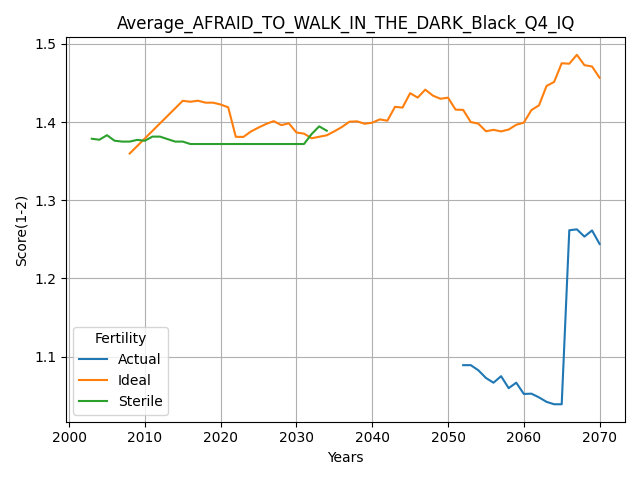 Average_AFRAID_TO_WALK_IN_THE_DARK_Black_Q4_IQ
Score(1-2)
1.5
1.4
1.3
1.2
1.1
Fertility
Actual
Ideal
Sterile
2000 2010 2020 2030 2040 2050 2060 2070
Years